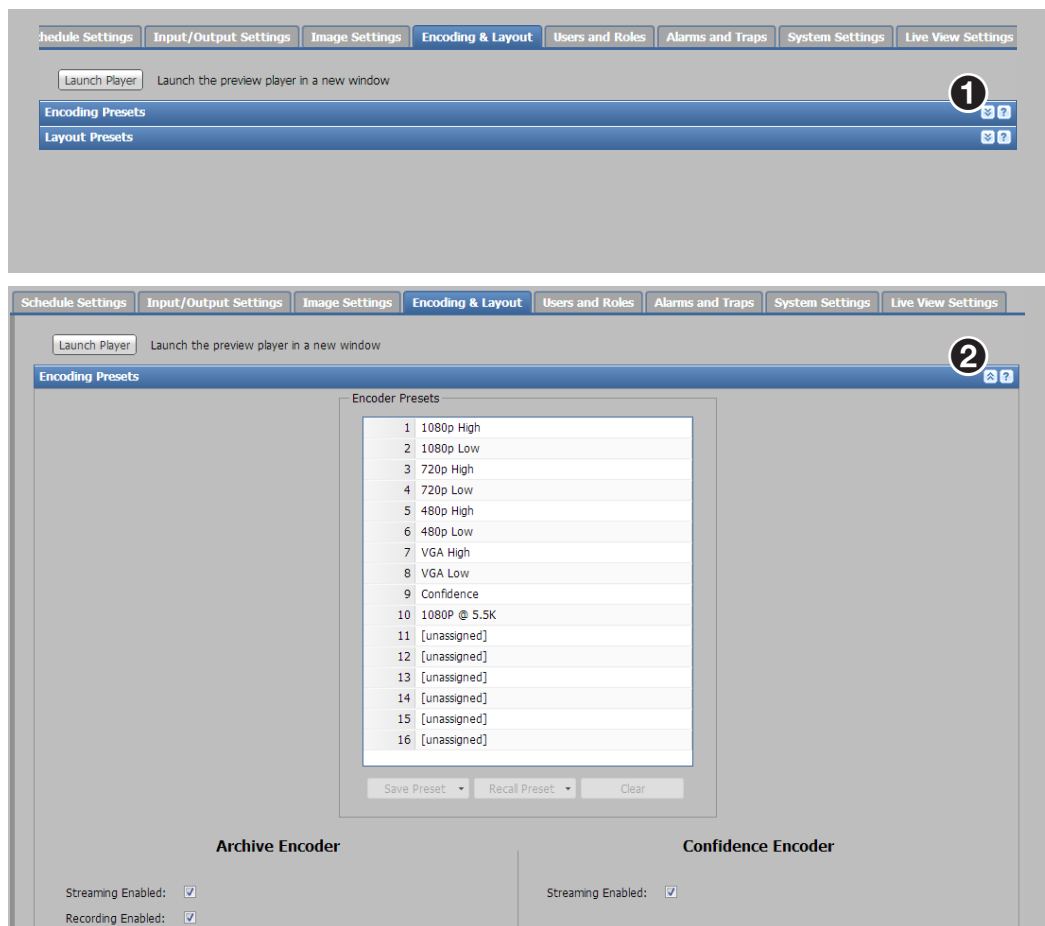 hedule Settings Input/Output Settings Image Settings Encoding & Layout Users and Roles Alarms and Traps System Settings Live View Settings
Launch Player Launch the preview player in a new window
1
Encoding Presets ?
Layout Presets ?
Schedule Settings Input/Output Settings Image Settings Encoding & Layout Users and Roles Alarms and Traps System Settings Live View Settings
Launch Player Launch the preview player in a new window
2
Encoding Presets ?
Encoder Presets
1 1080p High
2 1080p Low
3 720p High
4 720p Low
5 480p High
6 480p Low
7 VGA High
8 VGA Low
9 Confidence
10 1080P @ 5.5K
11 [unassigned]
12 [unassigned]
13 [unassigned]
14 [unassigned]
15 [unassigned]
16 [unassigned]
Save Preset Recall Preset Clear
Archive Encoder Confidence Encoder
Streaming Enabled: Streaming Enabled:
Recording Enabled: